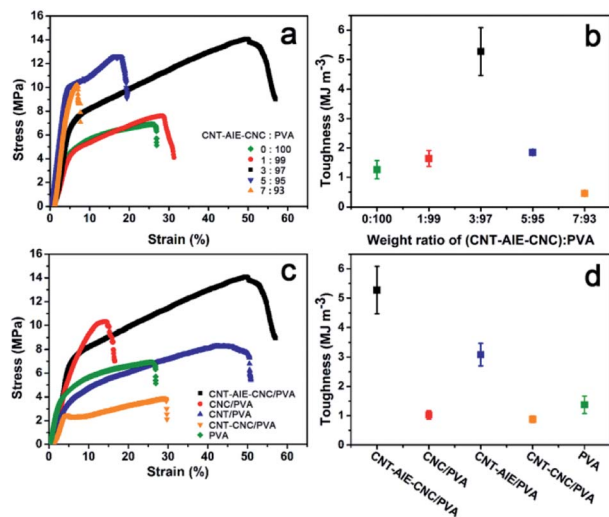 a
Stress (MPa)
16
14
12
10
8
6
4
2
0
CNT-AIE-CNC : PVA
0 : 100
1 : 99
3 : 97
5 : 95
7 : 93
0 10 20 30 40 50 60
Strain (%)
b
Toughness (MJ m⁻³)
6
5
4
3
2
1
0
0:100 1:99 3:97 5:95 7:93
Weight ratio of (CNT-AIE-CNC):PVA
c
Stress (MPa)
16
14
12
10
8
6
4
2
0
CNT-AIE-CNC/PVA
CNC/PVA
CNT/PVA
CNT-CNC/PVA
PVA
0 10 20 30 40 50 60 70
Strain (%)
d
Toughness (MJ m⁻³)
6
5
4
3
2
1
0
CNT-AIE-CNC/PVA
CNC/PVA
CNT-AIE/PVA
CNT-CNC/PVA
PVA